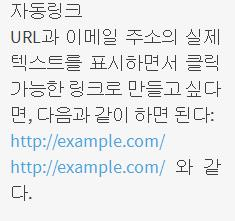 자동링크
URL과 이메일 주소의 실제
텍스트를 표시하면서 클릭
가능한 링크로 만들고 싶다
면, 다음과 같이 하면 된다:
http://example.com/
http://example.com/ 와 같
다.